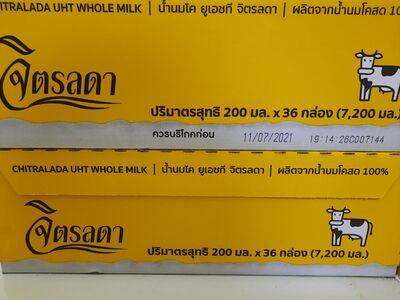 CHITRALADA UHT WHOLE MILK | น้ำนมโค ยูเอชที จิตรลดา | ผลิตจากน้ำนมโคสด 100%
จิตรลดา
ปริมาตรสุทธิ 200 มล. x 36 กล่อง (7,200 มล.)
ควรบริโภคก่อน 11/07/2021 19:14:26C007144
CHITRALADA UHT WHOLE MILK | น้ำนมโค ยูเอชที จิตรลดา | ผลิตจากน้ำนมโคสด 100%
จิตรลดา
ปริมาตรสุทธิ 200 มล. x 36 กล่อง (7,200 มล.)